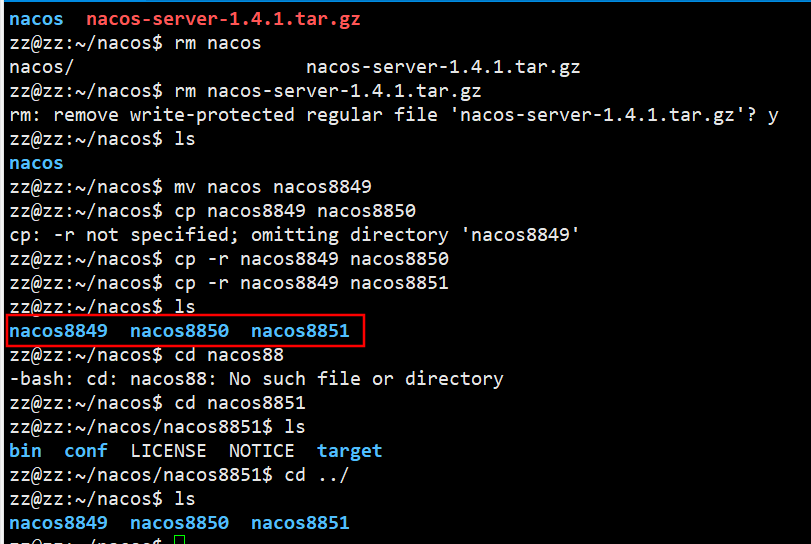 nacos  nacos-server-1.4.1.tar.gz
zz@zz:~/nacos$ rm nacos
nacos/                    nacos-server-1.4.1.tar.gz
zz@zz:~/nacos$ rm nacos-server-1.4.1.tar.gz
rm: remove write-protected regular file 'nacos-server-1.4.1.tar.gz'? y
zz@zz:~/nacos$ ls
nacos
zz@zz:~/nacos$ mv nacos nacos8849
zz@zz:~/nacos$ cp nacos8849 nacos8850
cp: -r not specified; omitting directory 'nacos8849'
zz@zz:~/nacos$ cp -r nacos8849 nacos8850
zz@zz:~/nacos$ cp -r nacos8849 nacos8851
zz@zz:~/nacos$ ls
nacos8849  nacos8850  nacos8851
zz@zz:~/nacos$ cd nacos88
-bash: cd: nacos88: No such file or directory
zz@zz:~/nacos$ cd nacos8851
zz@zz:~/nacos/nacos8851$ ls
bin  conf  LICENSE  NOTICE  target
zz@zz:~/nacos/nacos8851$ cd ../
zz@zz:~/nacos$ ls
nacos8849  nacos8850  nacos8851
zz@zz:~/nacos$